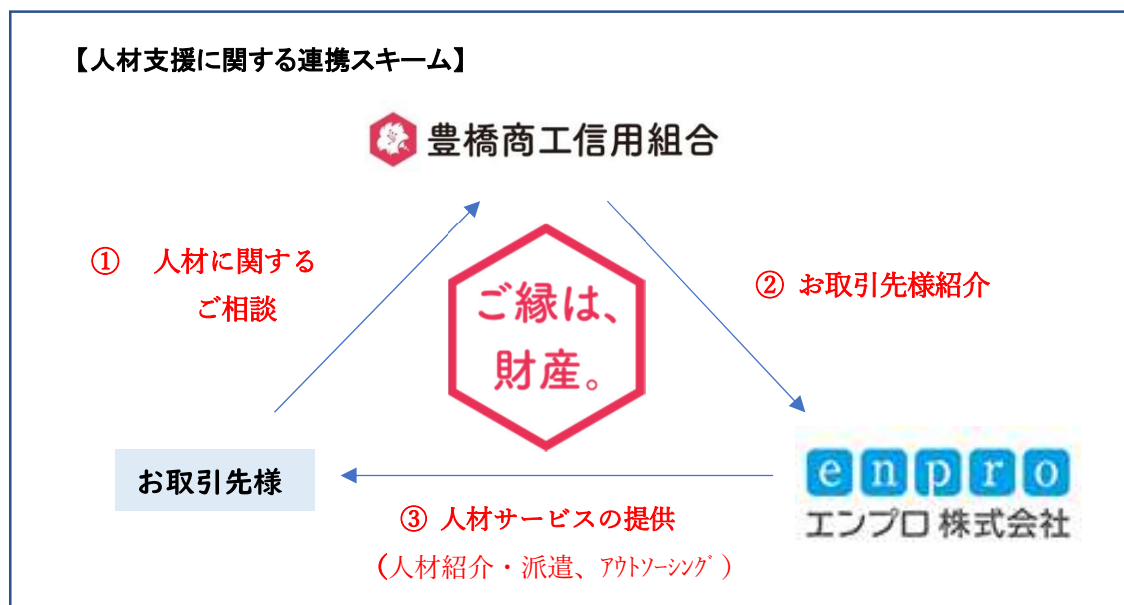 【人材支援に関する連携スキーム】
豊橋商工信用組合
① 人材に関する
ご相談
② お取引先様紹介
ご縁は、
財産。
お取引先様
enpro
エンプロ株式会社
③ 人材サービスの提供
(人材紹介・派遣、ｱｳﾄｿｰｼﾝｸﾞ)